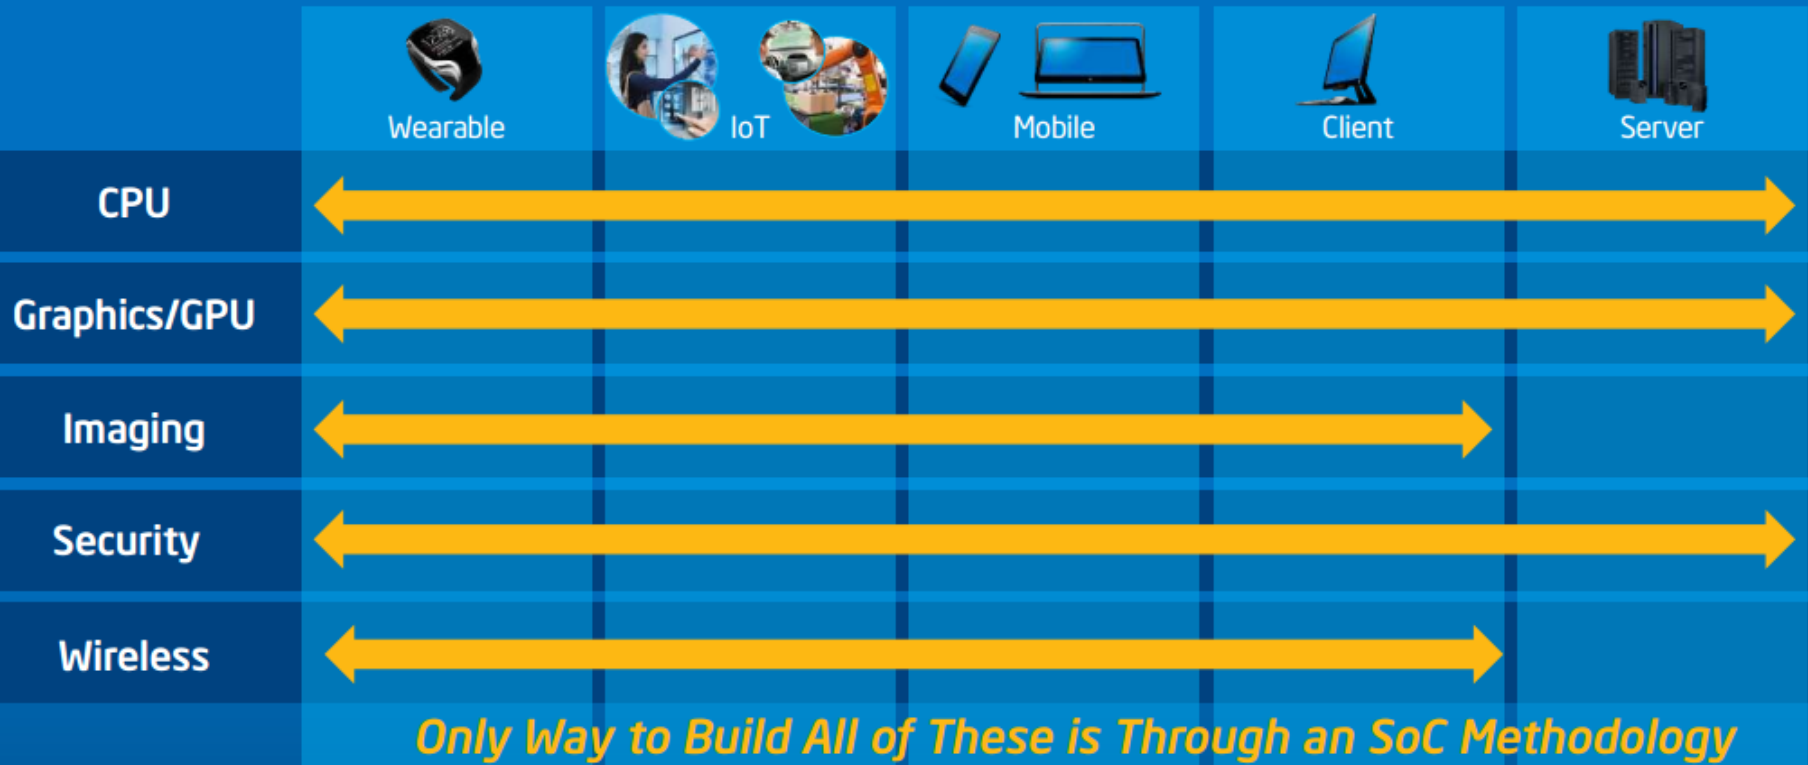 Wearable
IoT
Mobile
Client
Server
CPU
Graphics/GPU
Imaging
Security
Wireless
Only Way to Build All of These is Through an SoC Methodology